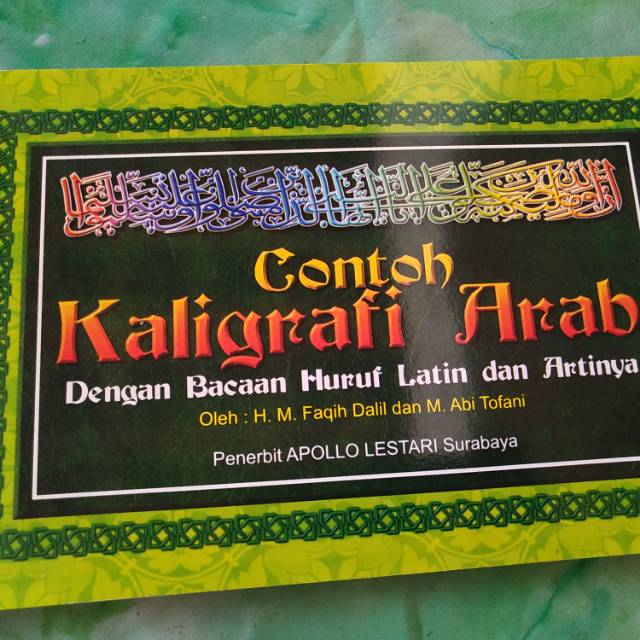 Contoh
Kaligrafi Arab
Dengan Bacaan Huruf Latin dan Artinya
Oleh : H. M. Faqih Dalil dan M. Abi Tofani
Penerbit APOLLO LESTARI Surabaya